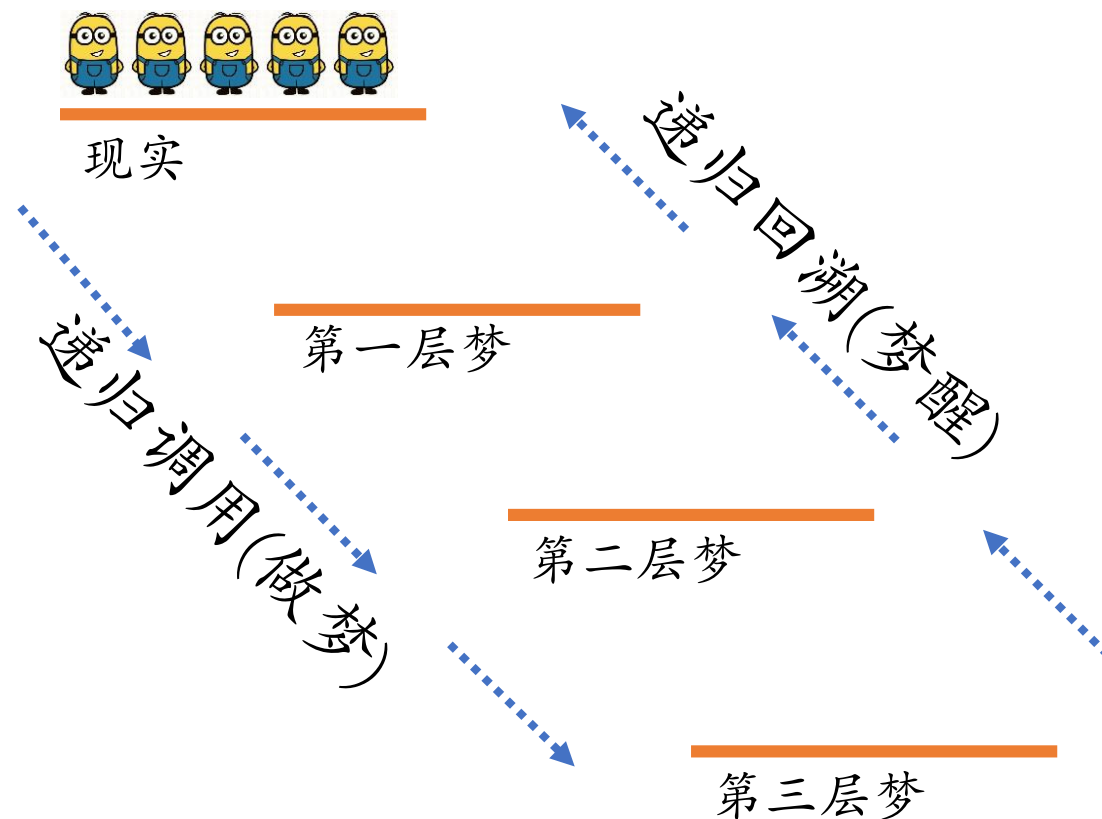 现实
递归回溯(梦醒)
第一层梦
递归调用(做梦)
第二层梦
第三层梦